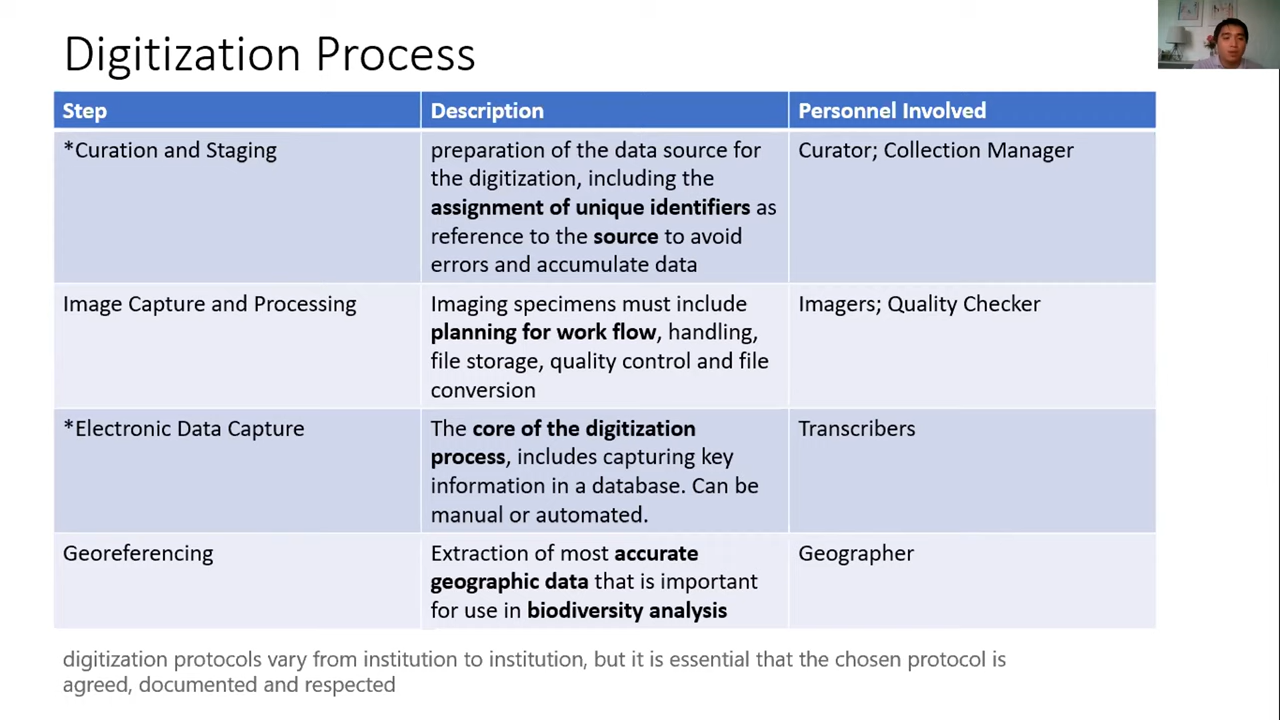 Digitization Process
Step
Description
Personnel Involved
*Curation and Staging
preparation of the data source for
the digitization, including the
assignment of unique identifiers as
reference to the source to avoid
errors and accumulate data
Curator; Collection Manager
Image Capture and Processing
Imaging specimens must include
planning for work flow, handling,
file storage, quality control and file
conversion
Imagers; Quality Checker
*Electronic Data Capture
The core of the digitization
process, includes capturing key
information in a database. Can be
manual or automated.
Transcribers
Georeferencing
Extraction of most accurate
geographic data that is important
for use in biodiversity analysis
Geographer
digitization protocols vary from institution to institution, but it is essential that the chosen protocol is
agreed, documented and respected